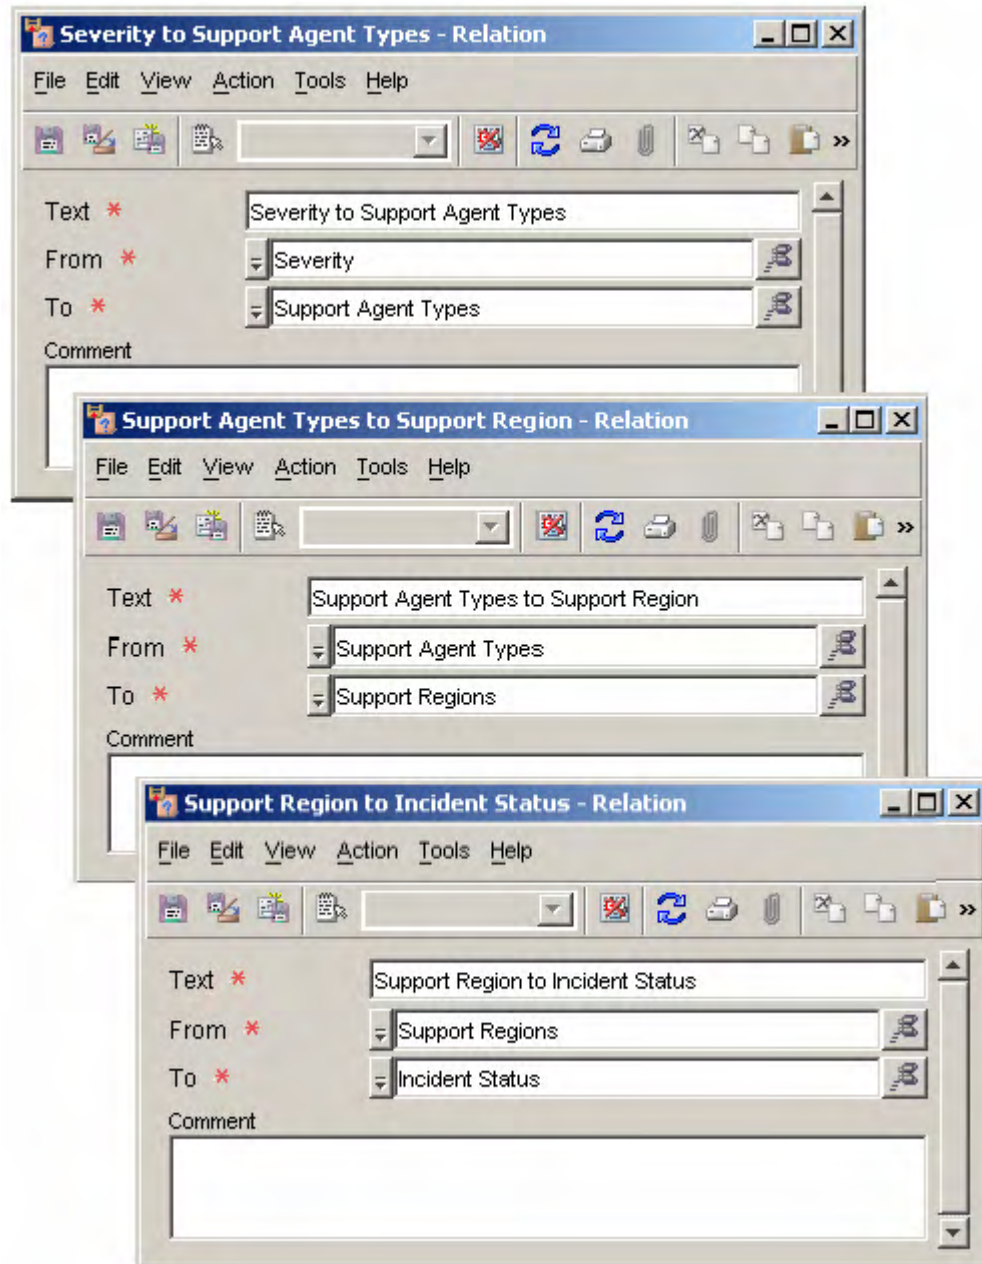 Severity to Support Agent Types - Relation
File Edit View Action Tools Help
Text * Severity to Support Agent Types
From * Severity
To * Support Agent Types
Comment
Support Agent Types to Support Region - Relation
File Edit View Action Tools Help
Text * Support Agent Types to Support Region
From * Support Agent Types
To * Support Regions
Comment
Support Region to Incident Status - Relation
File Edit View Action Tools Help
Text * Support Region to Incident Status
From * Support Regions
To * Incident Status
Comment